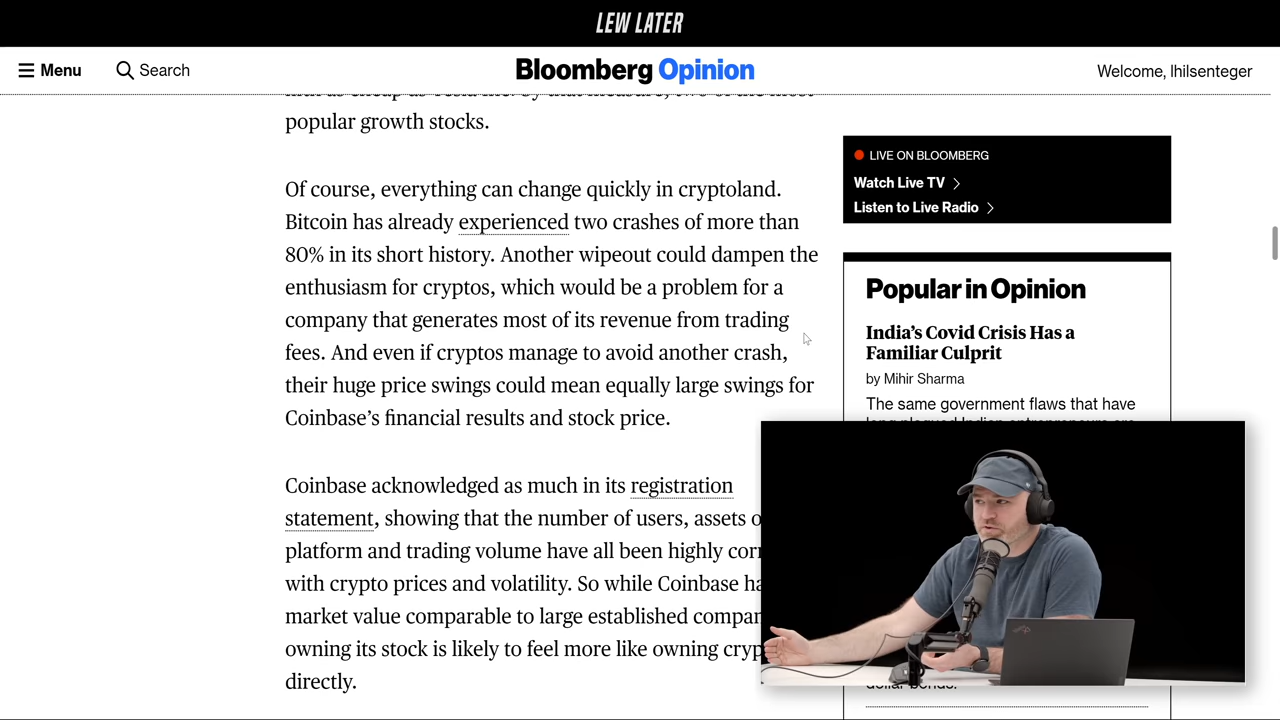 LEW LATER
Menu
Search
Bloomberg Opinion
Welcome, lhilsenteger
popular growth stocks.
Of course, everything can change quickly in cryptoland.
Bitcoin has already experienced two crashes of more than
80% in its short history. Another wipeout could dampen the
enthusiasm for cryptos, which would be a problem for a
company that generates most of its revenue from trading
fees. And even if cryptos manage to avoid another crash,
their huge price swings could mean equally large swings for
Coinbase’s financial results and stock price.
Coinbase acknowledged as much in its registration
statement, showing that the number of users, assets
platform and trading volume have all been highly
with crypto prices and volatility. So while Coinbase
market value comparable to large established
owning its stock is likely to feel more like owning
directly.
LIVE ON BLOOMBERG
Watch Live TV
Listen to Live Radio
Popular in Opinion
India’s Covid Crisis Has a
Familiar Culprit
by Mihir Sharma
The same government flaws that have